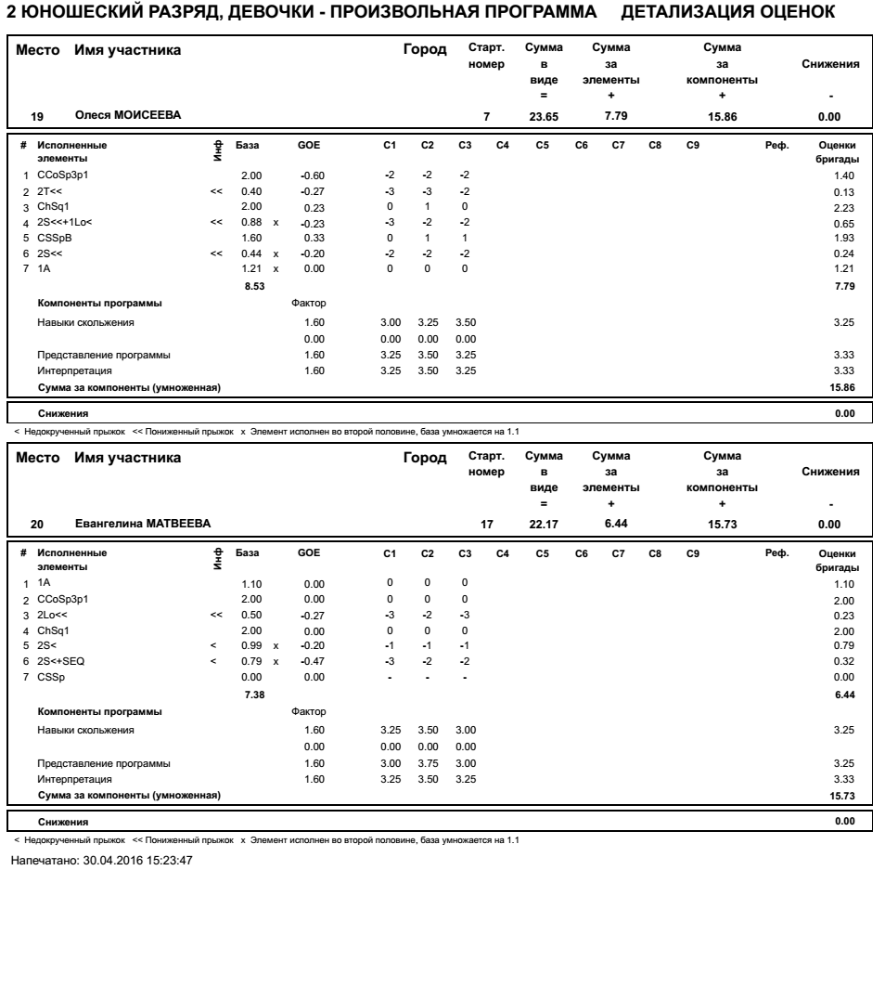 2 ЮНОШЕСКИЙ РАЗРЯД, ДЕВОЧКИ - ПРОИЗВОЛЬНАЯ ПРОГРАММА ДЕТАЛИЗАЦИЯ ОЦЕНОК
Место Имя участника Город Старт. Сумма Сумма Сумма
номер в за за Снижения
виде элементы компоненты
= + + -
19 Олеся МОИСЕЕВА 7 23.65 7.79 15.86 0.00
# Исполненные Инф База GOE C1 C2 C3 C4 C5 C6 C7 C8 C9 Реф. Оценки
элементы бригады
1 CCoSp3p1 2.00 -0.60 -2 -2 -2 1.40
2 2T<< << 0.40 -0.27 -3 -3 -2 0.13
3 ChSq1 2.00 0.23 0 1 0 2.23
4 2S<<+1Lo< << 0.88 x -0.23 -3 -2 -2 0.65
5 CSSpB 1.60 0.33 0 1 1 1.93
6 2S<< << 0.44 x -0.20 -2 -2 -2 0.24
7 1A 1.21 x 0.00 0 0 0 1.21
8.53 7.79
Компоненты программы Фактор
Навыки скольжения 1.60 3.00 3.25 3.50 3.25
0.00 0.00 0.00 0.00
Представление программы 1.60 3.25 3.50 3.25 3.33
Интерпретация 1.60 3.25 3.50 3.25 3.33
Сумма за компоненты (умноженная) 15.86
Снижения 0.00
< Недокрученный прыжок << Пониженный прыжок x Элемент исполнен во второй половине, база умножается на 1.1
Место Имя участника Город Старт. Сумма Сумма Сумма
номер в за за Снижения
виде элементы компоненты
= + + -
20 Евангелина МАТВЕЕВА 17 22.17 6.44 15.73 0.00
# Исполненные Инф База GOE C1 C2 C3 C4 C5 C6 C7 C8 C9 Реф. Оценки
элементы бригады
1 1A 1.10 0.00 0 0 0 1.10
2 CCoSp3p1 2.00 0.00 0 0 0 2.00
3 2Lo<< << 0.50 -0.27 -3 -2 -3 0.23
4 ChSq1 2.00 0.00 0 0 0 2.00
5 2S< < 0.99 x -0.20 -1 -1 -1 0.79
6 2S<+SEQ < 0.79 x -0.47 -3 -2 -2 0.32
7 CSSp 0.00 0.00 - - - 0.00
7.38 6.44
Компоненты программы Фактор
Навыки скольжения 1.60 3.25 3.50 3.00 3.25
0.00 0.00 0.00 0.00
Представление программы 1.60 3.00 3.75 3.00 3.25
Интерпретация 1.60 3.25 3.50 3.25 3.33
Сумма за компоненты (умноженная) 15.73
Снижения 0.00
< Недокрученный прыжок << Пониженный прыжок x Элемент исполнен во второй половине, база умножается на 1.1
Напечатано: 30.04.2016 15:23:47